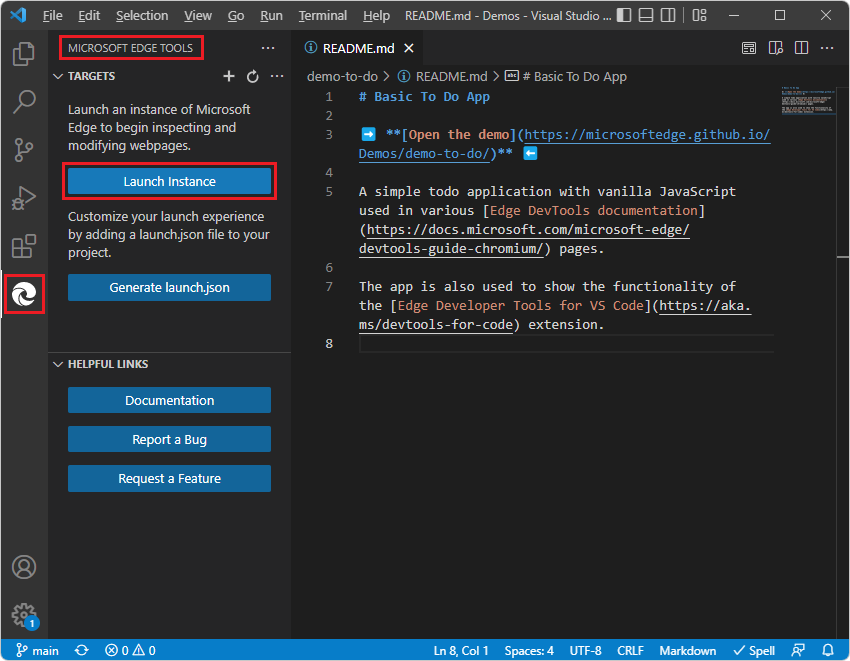 File Edit Selection View Go Run Terminal Help README.md - Demos - Visual Studio ...
MICROSOFT EDGE TOOLS
TARGETS
Launch an instance of Microsoft
Edge to begin inspecting and
modifying webpages.
Launch Instance
Customize your launch experience
by adding a launch.json file to your
project.
Generate launch.json
HELPFUL LINKS
Documentation
Report a Bug
Request a Feature
README.md
demo-to-do > README.md > # Basic To Do App
1 # Basic To Do App
2
3 ➡️ **[Open the demo](https://microsoftedge.github.io/
Demos/demo-to-do/)** ⬅️
4
5 A simple todo application with vanilla JavaScript
used in various [Edge DevTools documentation]
(https://docs.microsoft.com/microsoft-edge/
devtools-guide-chromium/) pages.
6
7 The app is also used to show the functionality of
the [Edge Developer Tools for VS Code](https://aka.
ms/devtools-for-code) extension.
8
1
main 0 0 Ln 8, Col 1 Spaces: 4 UTF-8 CRLF Markdown Spell